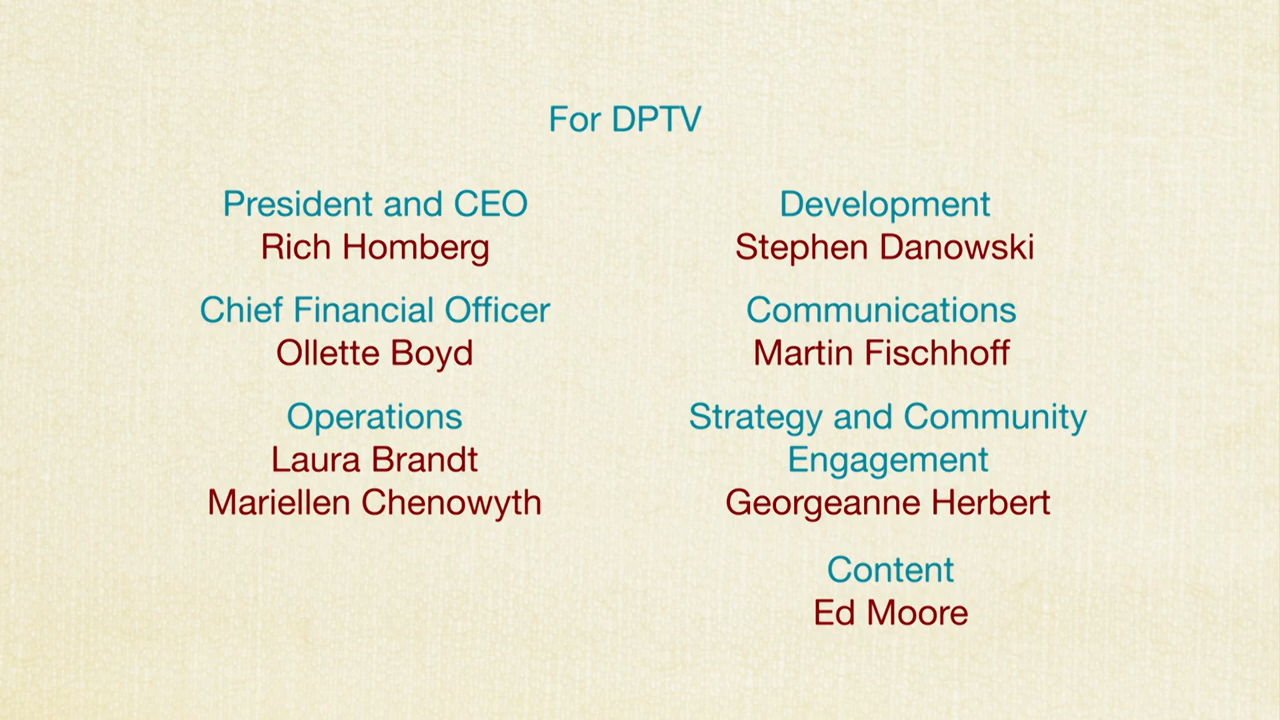 For DPTV
President and CEO
Rich Homberg
Chief Financial Officer
Ollette Boyd
Operations
Laura Brandt
Mariellen Chenowyth
Development
Stephen Danowski
Communications
Martin Fischhoff
Strategy and Community
Engagement
Georgeanne Herbert
Content
Ed Moore